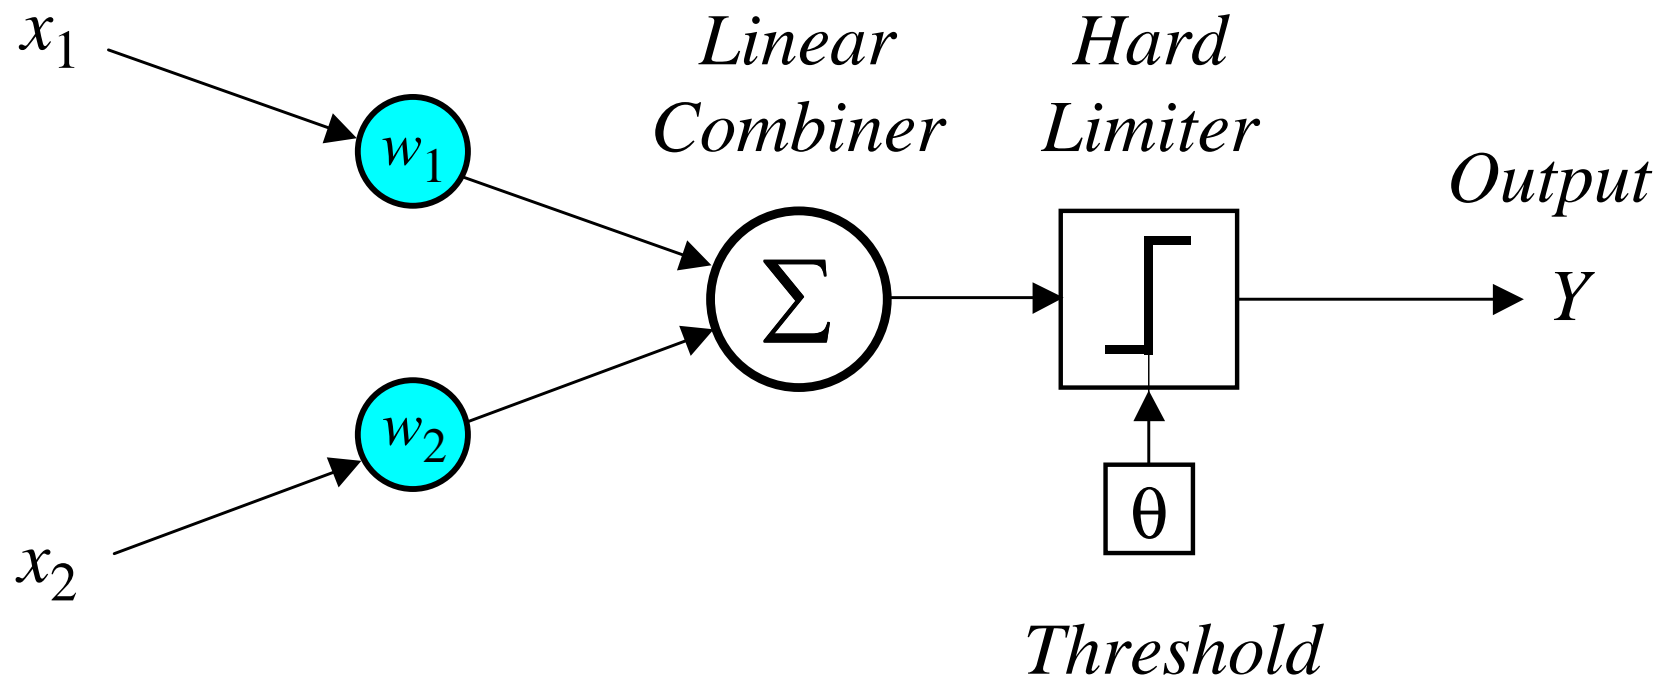 x1
w1
Linear
Combiner
Hard
Limiter
Output
Σ
Y
w2
θ
x2
Threshold